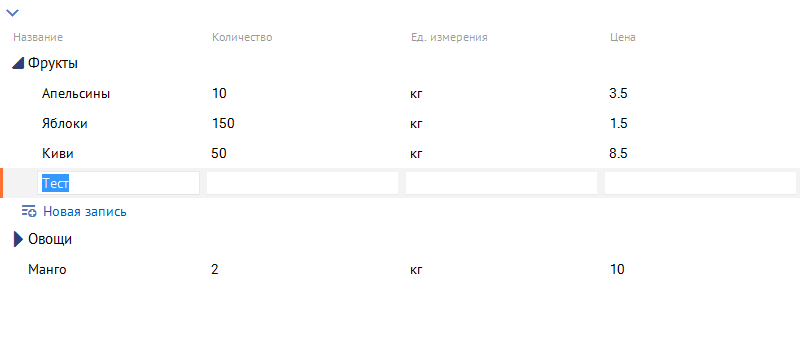 Название Количество Ед. измерения Цена
Фрукты
Апельсины 10 кг 3.5
Яблоки 150 кг 1.5
Киви 50 кг 8.5
Тест
Новая запись
Овощи
Манго 2 кг 10